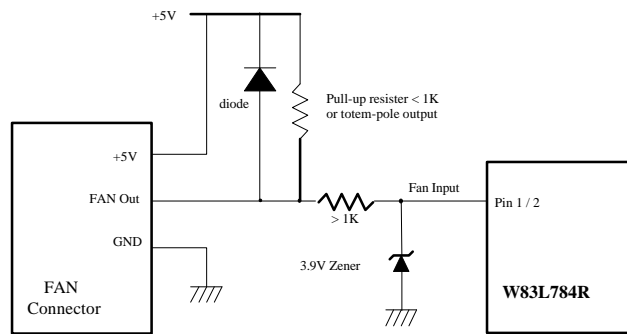 +5V
diode
Pull-up resister < 1K
or totem-pole output
+5V
FAN Out
Fan Input
Pin 1 / 2
> 1K
GND
3.9V Zener
FAN
Connector
W83L784R